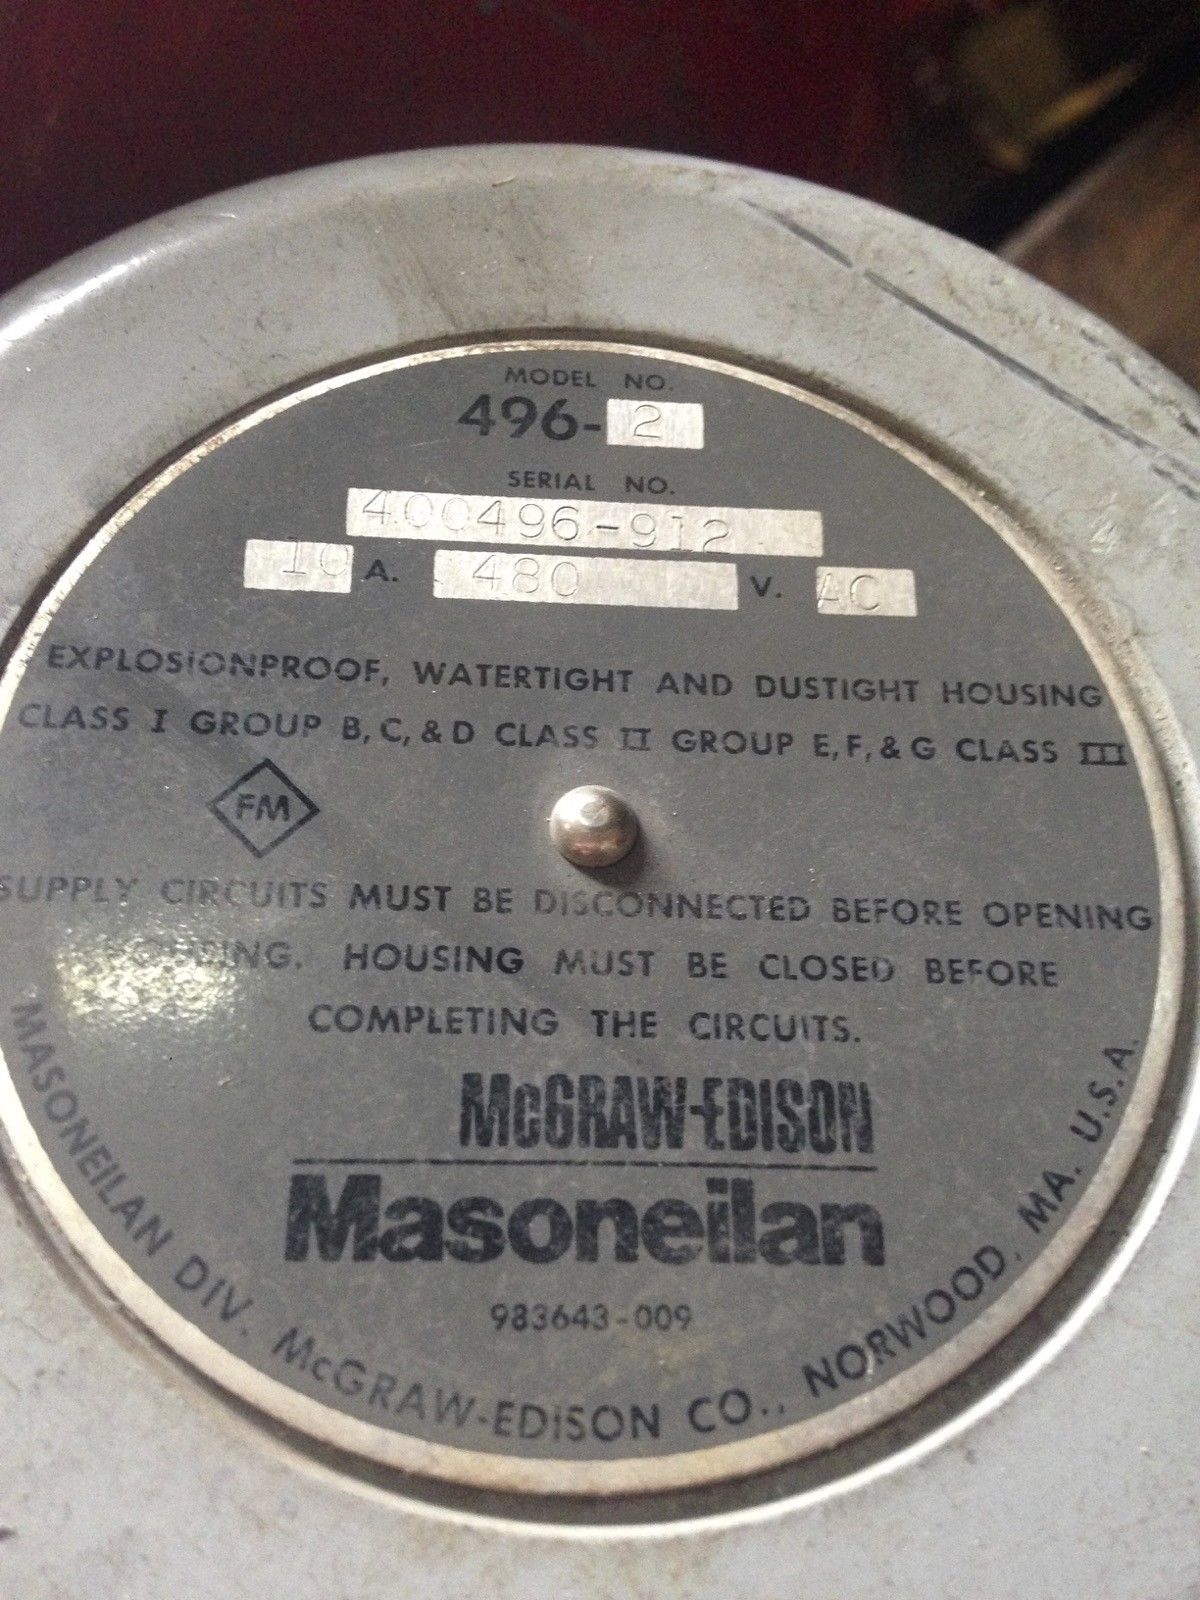 MODEL NO.
496-2
SERIAL NO.
400496-912
10 A. 480 V. AC
EXPLOSIONPROOF, WATERTIGHT AND DUSTIGHT HOUSING
CLASS I GROUP B, C, & D CLASS II GROUP E, F, & G CLASS III
FM
SUPPLY CIRCUITS MUST BE DISCONNECTED BEFORE OPENING
HOUSING. HOUSING MUST BE CLOSED BEFORE
COMPLETING THE CIRCUITS.
McGRAW-EDISON
Masoneilan
983643-009
MASONEILAN DIV. McGRAW-EDISON CO., NORWOOD, MA. U.S.A.